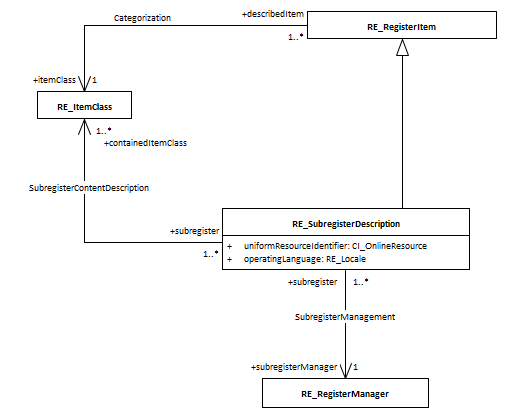 +describedItem
Categorization
RE_RegisterItem
1..*
+itemClass
1
RE_ItemClass
1..*
+containedItemClass
SubregisterContentDescription
RE_SubregisterDescription
+subregister
+ uniformResourceIdentifier: CI_OnlineResource
1..*
+ operatingLanguage: RE_Locale
+subregister
1..*
SubregisterManagement
+subregisterManager
1
RE_RegisterManager